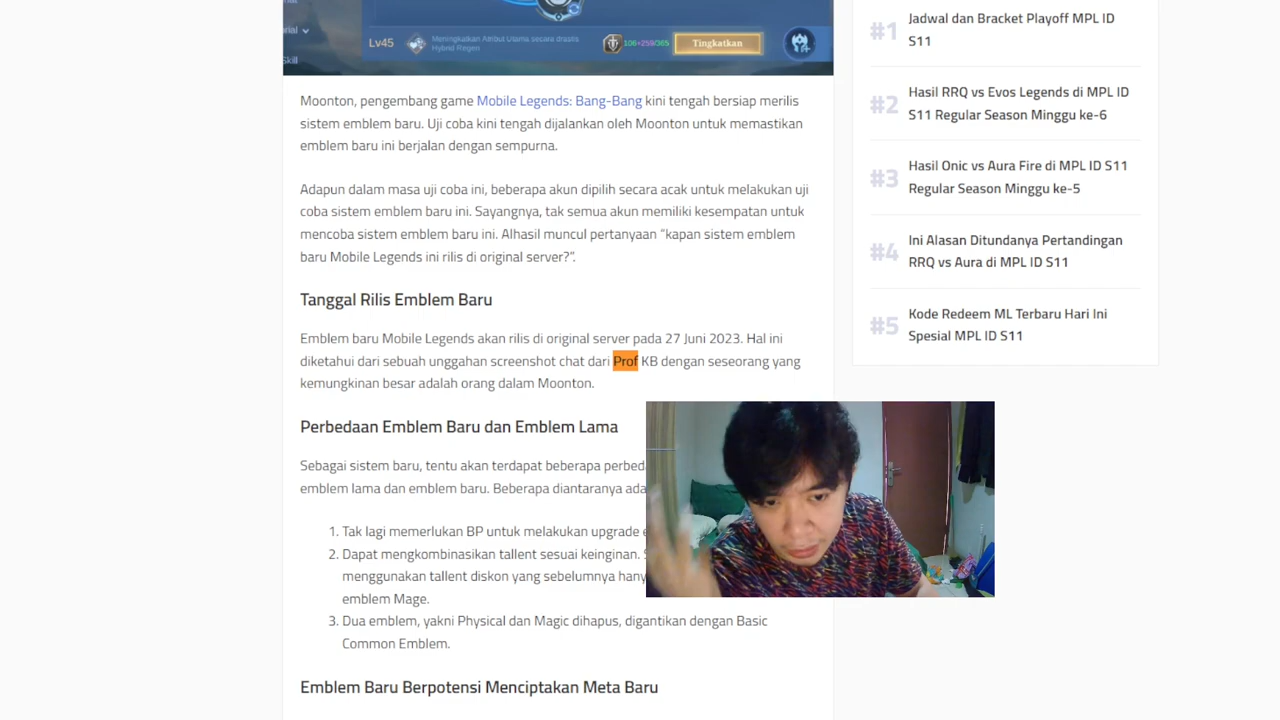 Lv45
Meningkatkan Atribut Utama secara drastis
Hybrid Regen
106+259/365
Tingkatkan
Skill
Moonton, pengembang game Mobile Legends: Bang-Bang kini tengah bersiap merilis
sistem emblem baru. Uji coba kini tengah dijalankan oleh Moonton untuk memastikan
emblem baru ini berjalan dengan sempurna.
Adapun dalam masa uji coba ini, beberapa akun dipilih secara acak untuk melakukan uji
coba sistem emblem baru ini. Sayangnya, tak semua akun memiliki kesempatan untuk
mencoba sistem emblem baru ini. Alhasil muncul pertanyaan “kapan sistem emblem
baru Mobile Legends ini rilis di original server?”.
Tanggal Rilis Emblem Baru
Emblem baru Mobile Legends akan rilis di original server pada 27 Juni 2023. Hal ini
diketahui dari sebuah unggahan screenshot chat dari Prof KB dengan seseorang yang
kemungkinan besar adalah orang dalam Moonton.
Perbedaan Emblem Baru dan Emblem Lama
Sebagai sistem baru, tentu akan terdapat beberapa
emblem lama dan emblem baru. Beberapa diantaranya
1. Tak lagi memerlukan BP untuk melakukan upgrade
2. Dapat mengkombinasikan tallent sesuai keinginan.
menggunakan tallent diskon yang sebelumnya
emblem Mage.
3. Dua emblem, yakni Physical dan Magic dihapus, digantikan dengan Basic
Common Emblem.
Emblem Baru Berpotensi Menciptakan Meta Baru
#1 Jadwal dan Bracket Playoff MPL ID
S11
#2 Hasil RRQ vs Evos Legends di MPL ID
S11 Regular Season Minggu ke-6
#3 Hasil Onic vs Aura Fire di MPL ID S11
Regular Season Minggu ke-5
#4 Ini Alasan Ditundanya Pertandingan
RRQ vs Aura di MPL ID S11
#5 Kode Redeem ML Terbaru Hari Ini
Spesial MPL ID S11